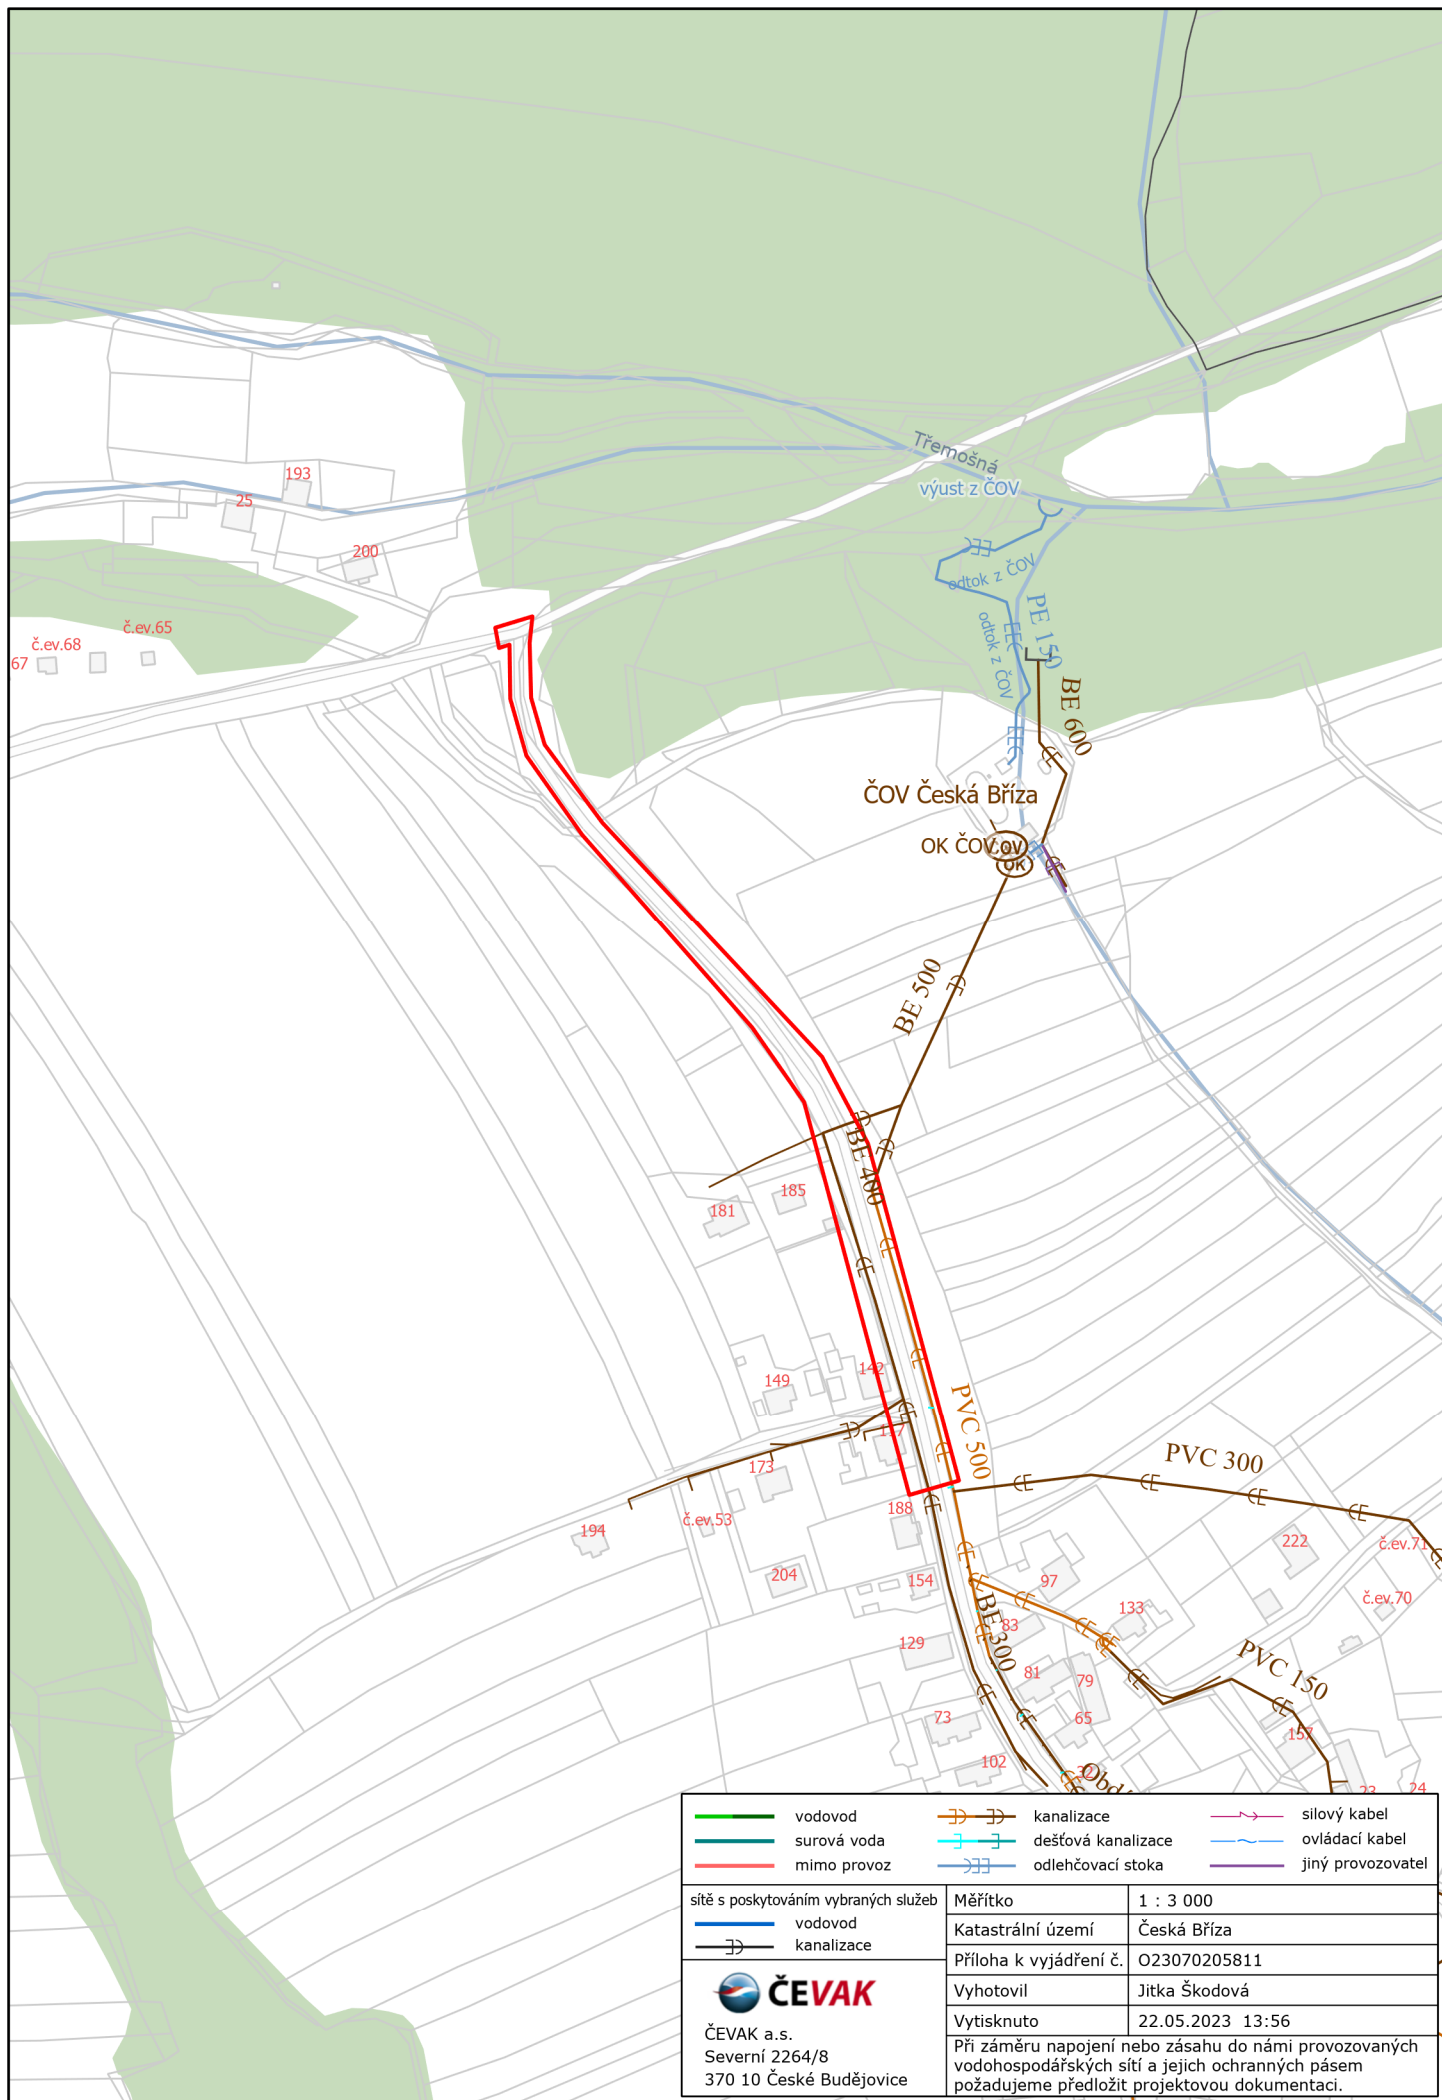 Třemošná
výust z ČOV
193
25
odtok z ČOV
200
PE 150
odtok z ČOV
č.ev.65
č.ev.68
67
BE 600
ČOV Česká Bříza
OK ČOV
OK
BE 500
BE 400
185
181
142
149
PVC 500
117
PVC 300
173
188
č.ev.53
194
222
č.ev.71
204
154
97
č.ev.70
133
BE 300
83
129
PVC 150
81
79
73
65
157
102
32
23
24
vodovod
kanalizace
silový kabel
surová voda
dešťová kanalizace
ovládací kabel
mimo provoz
odlehčovací stoka
jiný provozovatel
sítě s poskytováním vybraných služeb
vodovod
kanalizace
Měřítko 1 : 3 000
Katastrální území Česká Bříza
Příloha k vyjádření č. O23070205811
Vyhotovil Jitka Škodová
Vytisknuto 22.05.2023 13:56
ČEVAK
ČEVAK a.s.
Severní 2264/8
370 10 České Budějovice
Při záměru napojení nebo zásahu do námi provozovaných
vodohospodářských sítí a jejich ochranných pásem
požadujeme předložit projektovou dokumentaci.